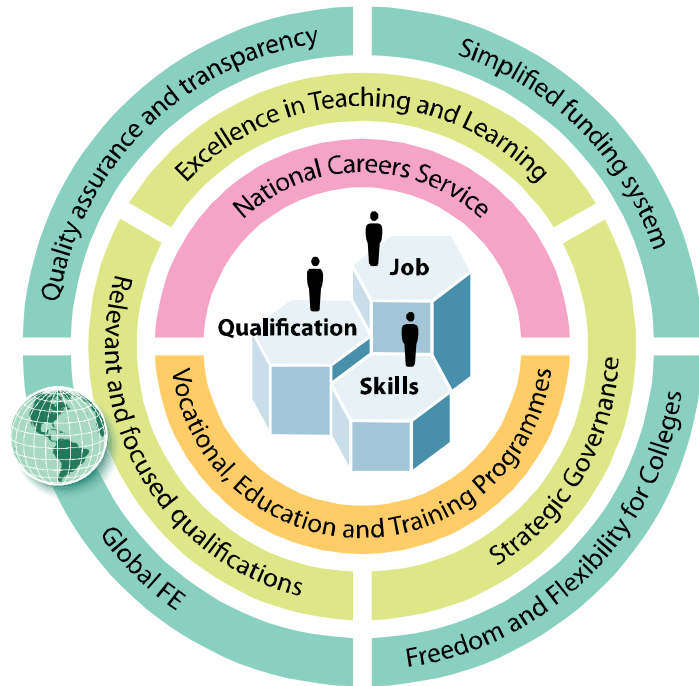 Quality assurance and transparency
Simplified funding system
Excellence in Teaching and Learning
National Careers Service
Job
Qualification
Skills
Relevant and focused qualifications
Vocational, Education and Training Programmes
Strategic Governance
Global FE
Freedom and Flexibility for Colleges